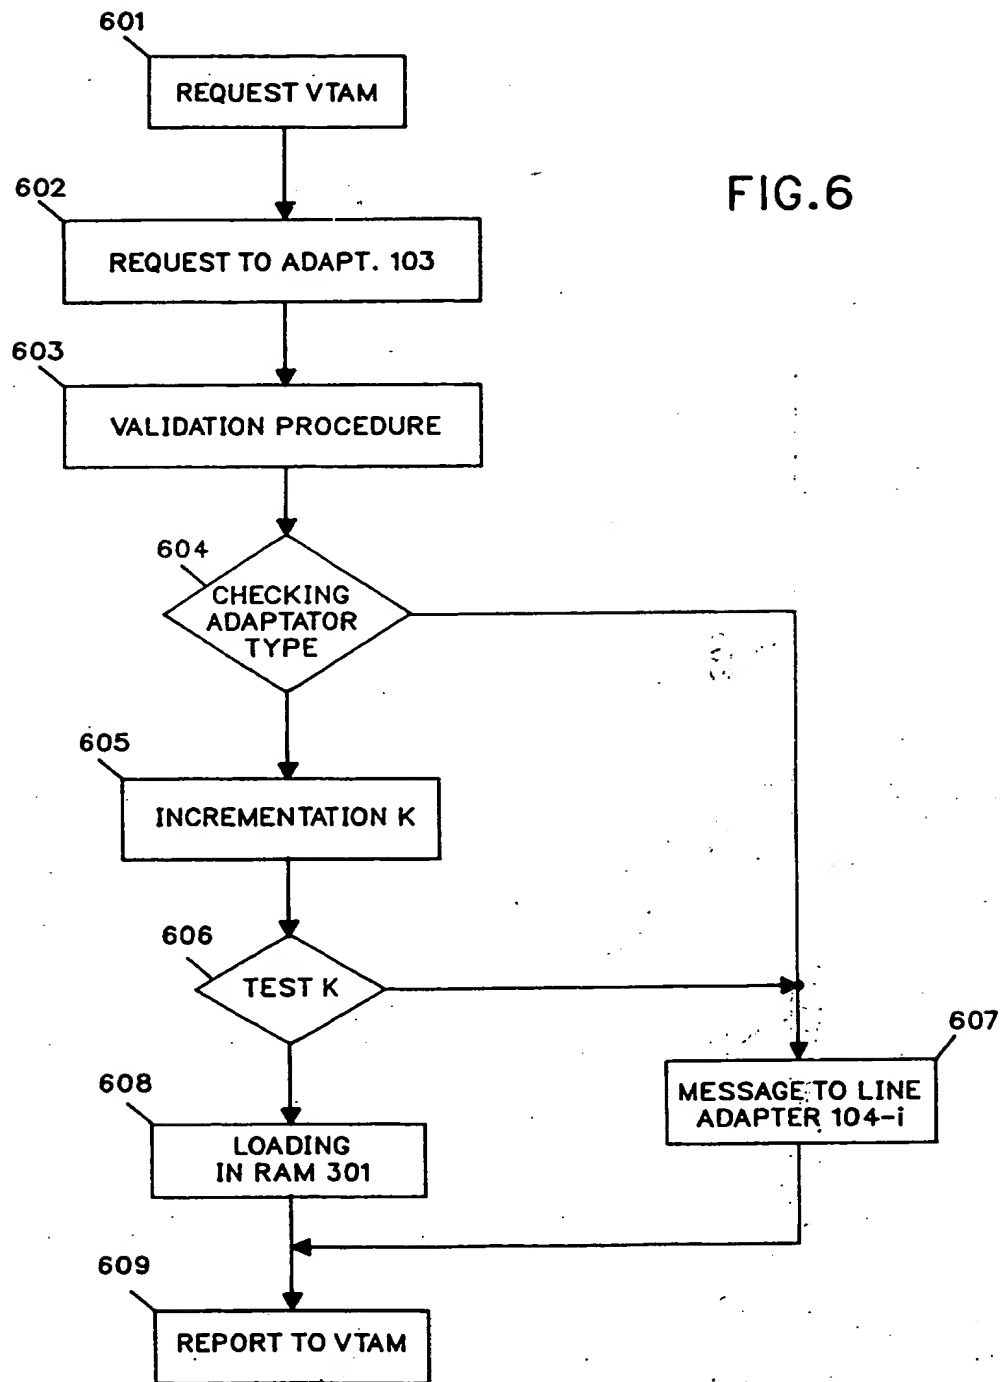 601
REQUEST VTAM
FIG.6
602
REQUEST TO ADAPT. 103
603
VALIDATION PROCEDURE
604
CHECKING
ADAPTATOR
TYPE
605
INCREMENTATION K
606
TEST K
607
MESSAGE TO LINE
ADAPTER 104-i
608
LOADING
IN RAM 301
609
REPORT TO VTAM